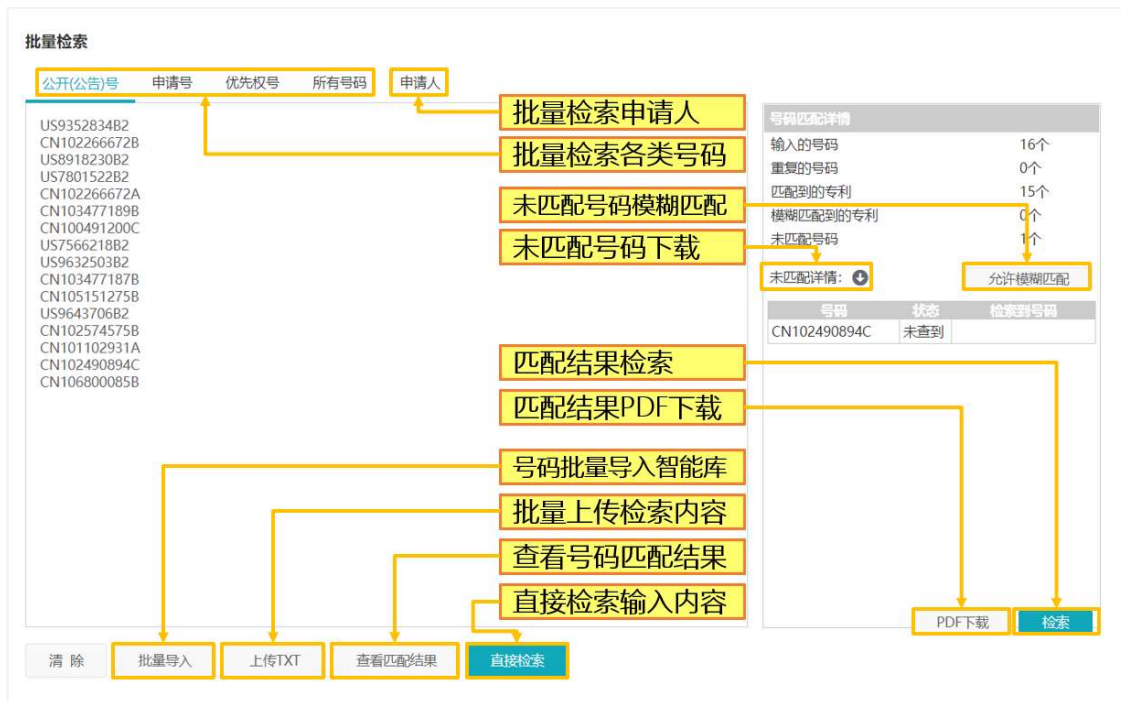 批量检索
公开(公告)号 申请号 优先权号 所有号码 申请人
US9352834B2
CN102266672B
US8918230B2
US7801522B2
CN102266672A
CN103477189B
CN100491200C
US7566218B2
US9632503B2
CN103477187B
CN105151275B
US9643706B2
CN102574575B
CN101102931A
CN102490894C
CN106800085B
批量检索申请人
批量检索各类号码
未匹配号码模糊匹配
未匹配号码下载
匹配结果检索
匹配结果PDF下载
号码批量导入智能库
批量上传检索内容
查看号码匹配结果
直接检索输入内容
号码匹配详情
输入的号码 16个
重复的号码 0个
匹配到的专利 15个
模糊匹配到的专利 0个
未匹配号码 1个
未匹配详情: 允许模糊匹配
号码 状态 检索到号码
CN102490894C 未查到
PDF下载 检索
清 除 批量导入 上传TXT 查看匹配结果 直接检索